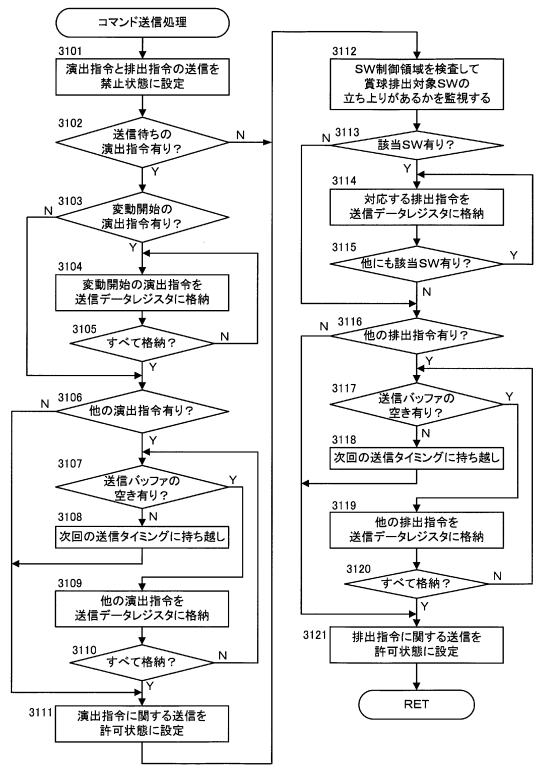 コマンド送信処理
3101
演出指令と排出指令の送信を
禁止状態に設定
3102
送信待ちの
演出指令有り？
N
Y
3103
変動開始の
演出指令有り？
N
Y
3104
変動開始の演出指令を
送信データレジスタに格納
3105
すべて格納？
N
Y
3106
他の演出指令有り？
N
Y
3107
送信バッファの
空き有り？
Y
N
3108
次回の送信タイミングに持ち越し
3109
他の演出指令を
送信データレジスタに格納
3110
すべて格納？
N
Y
3111
演出指令に関する送信を
許可状態に設定
3112
SW制御領域を検査して
賞球排出対象SWの
立ち上りがあるかを監視する
3113
該当SW有り？
N
Y
3114
対応する排出指令を
送信データレジスタに格納
3115
他にも該当SW有り？
Y
N
3116
他の排出指令有り？
N
Y
3117
送信バッファの
空き有り？
Y
N
3118
次回の送信タイミングに持ち越し
3119
他の排出指令を
送信データレジスタに格納
3120
すべて格納？
N
Y
3121
排出指令に関する送信を
許可状態に設定
RET